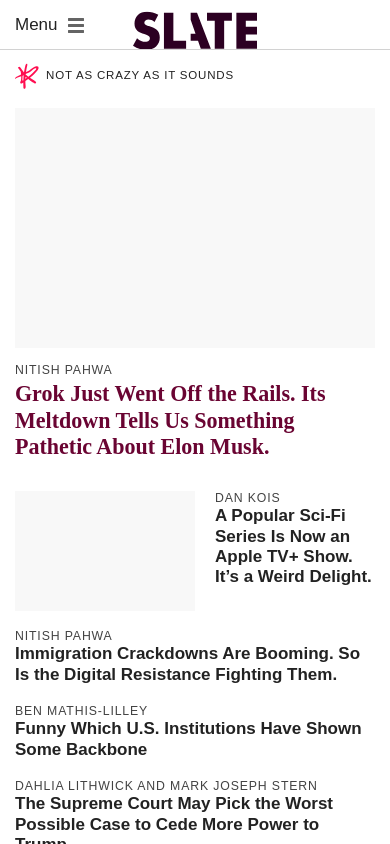 Menu
SLATE
NOT AS CRAZY AS IT SOUNDS
NITISH PAHWA
Grok Just Went Off the Rails. Its
Meltdown Tells Us Something
Pathetic About Elon Musk.
DAN KOIS
A Popular Sci-Fi
Series Is Now an
Apple TV+ Show.
It’s a Weird Delight.
NITISH PAHWA
Immigration Crackdowns Are Booming. So
Is the Digital Resistance Fighting Them.
BEN MATHIS-LILLEY
Funny Which U.S. Institutions Have Shown
Some Backbone
DAHLIA LITHWICK AND MARK JOSEPH STERN
The Supreme Court May Pick the Worst
Possible Case to Cede More Power to
Trump